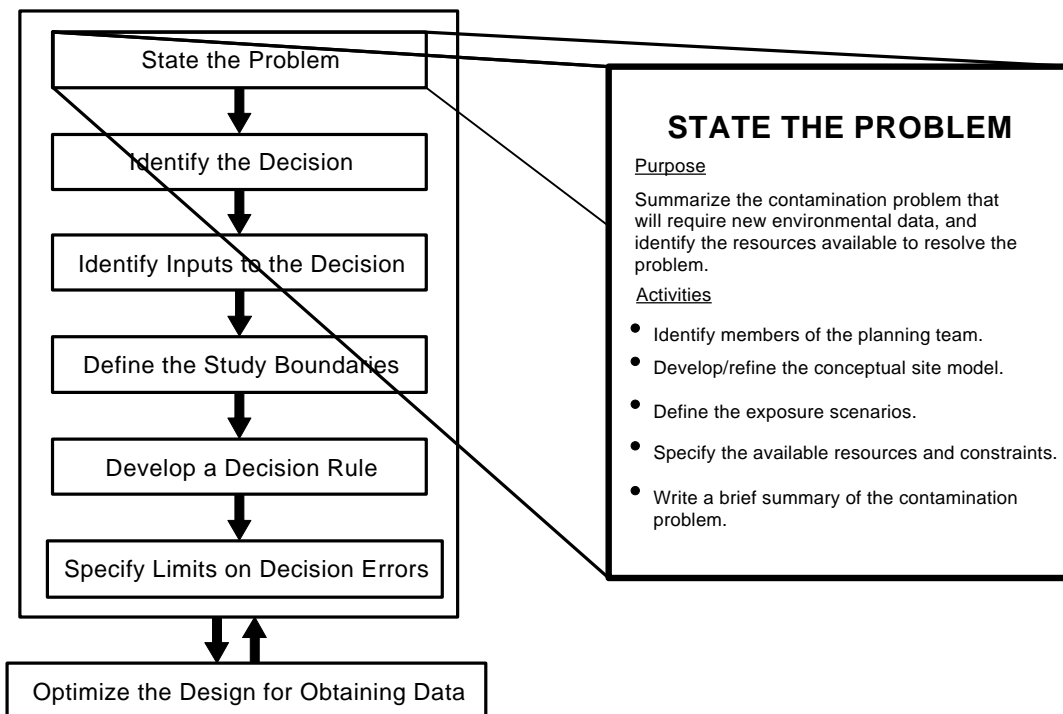 State the Problem
Identify the Decision
Identify Inputs to the Decision
Define the Study Boundaries
Develop a Decision Rule
Specify Limits on Decision Errors
Optimize the Design for Obtaining Data
STATE THE PROBLEM
Purpose
Summarize the contamination problem that
will require new environmental data, and
identify the resources available to resolve the
problem.
Activities
• Identify members of the planning team.
• Develop/refine the conceptual site model.
• Define the exposure scenarios.
• Specify the available resources and constraints.
• Write a brief summary of the contamination
problem.